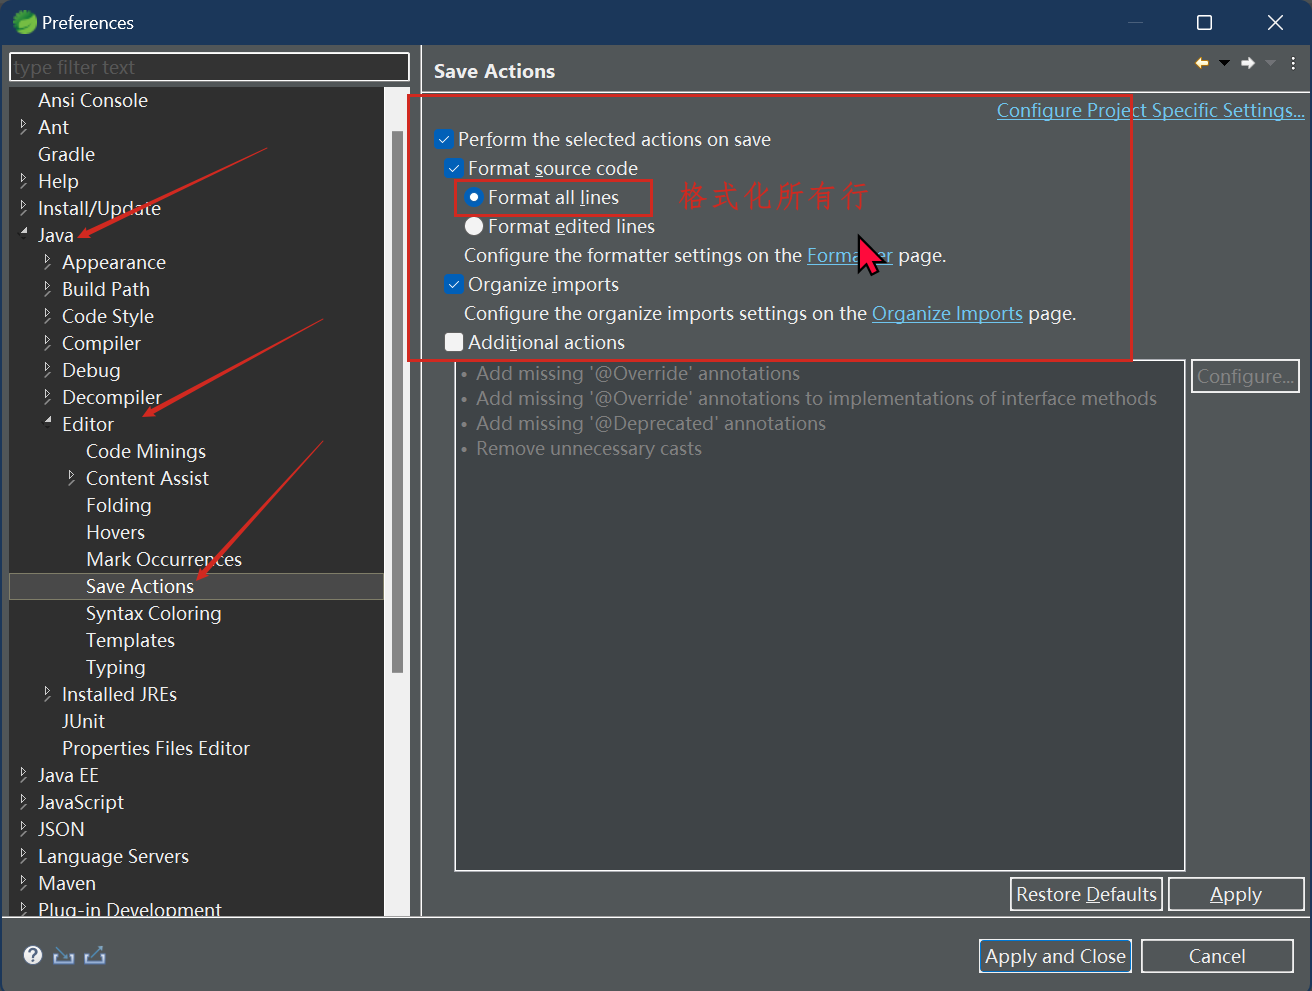 Preferences
type filter text
Ansi Console
Ant
Gradle
Help
Install/Update
Java
Appearance
Build Path
Code Style
Compiler
Debug
Decompiler
Editor
Code Minings
Content Assist
Folding
Hovers
Mark Occurrences
Save Actions
Syntax Coloring
Templates
Typing
Installed JREs
JUnit
Properties Files Editor
Java EE
JavaScript
JSON
Language Servers
Maven
Plug-in Development
Save Actions
Configure Project Specific Settings...
Perform the selected actions on save
Format source code
Format all lines 格式化所有行
Format edited lines
Configure the formatter settings on the Formatter page.
Organize imports
Configure the organize imports settings on the Organize Imports page.
Additional actions
• Add missing '@Override' annotations
• Add missing '@Override' annotations to implementations of interface methods
• Add missing '@Deprecated' annotations
• Remove unnecessary casts
Configure...
Restore Defaults
Apply
Apply and Close
Cancel